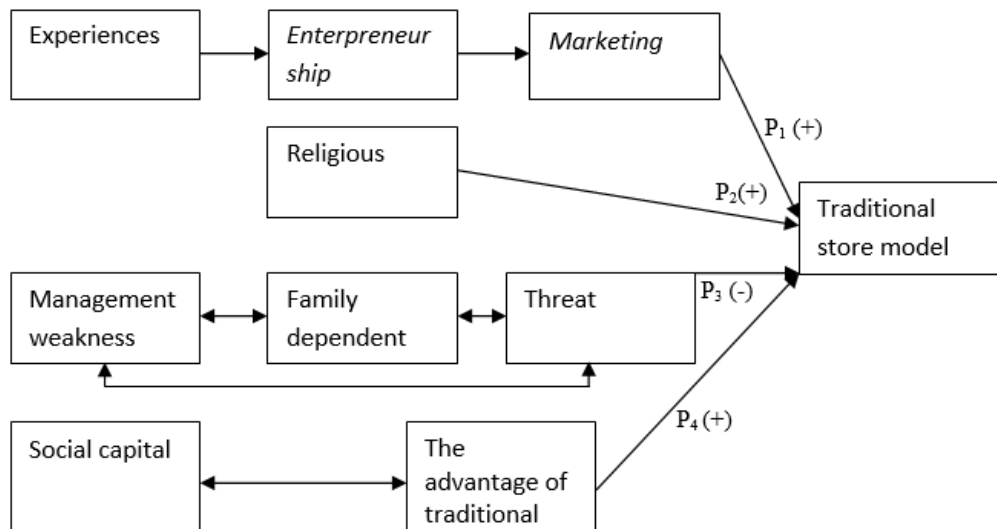 Experiences
Enterpreneur
ship
Marketing
P₁ (+)
Religious
P₂(+)
Traditional
store model
Management
weakness
Family
dependent
Threat
P₃ (-)
P₄ (+)
Social capital
The
advantage of
traditional